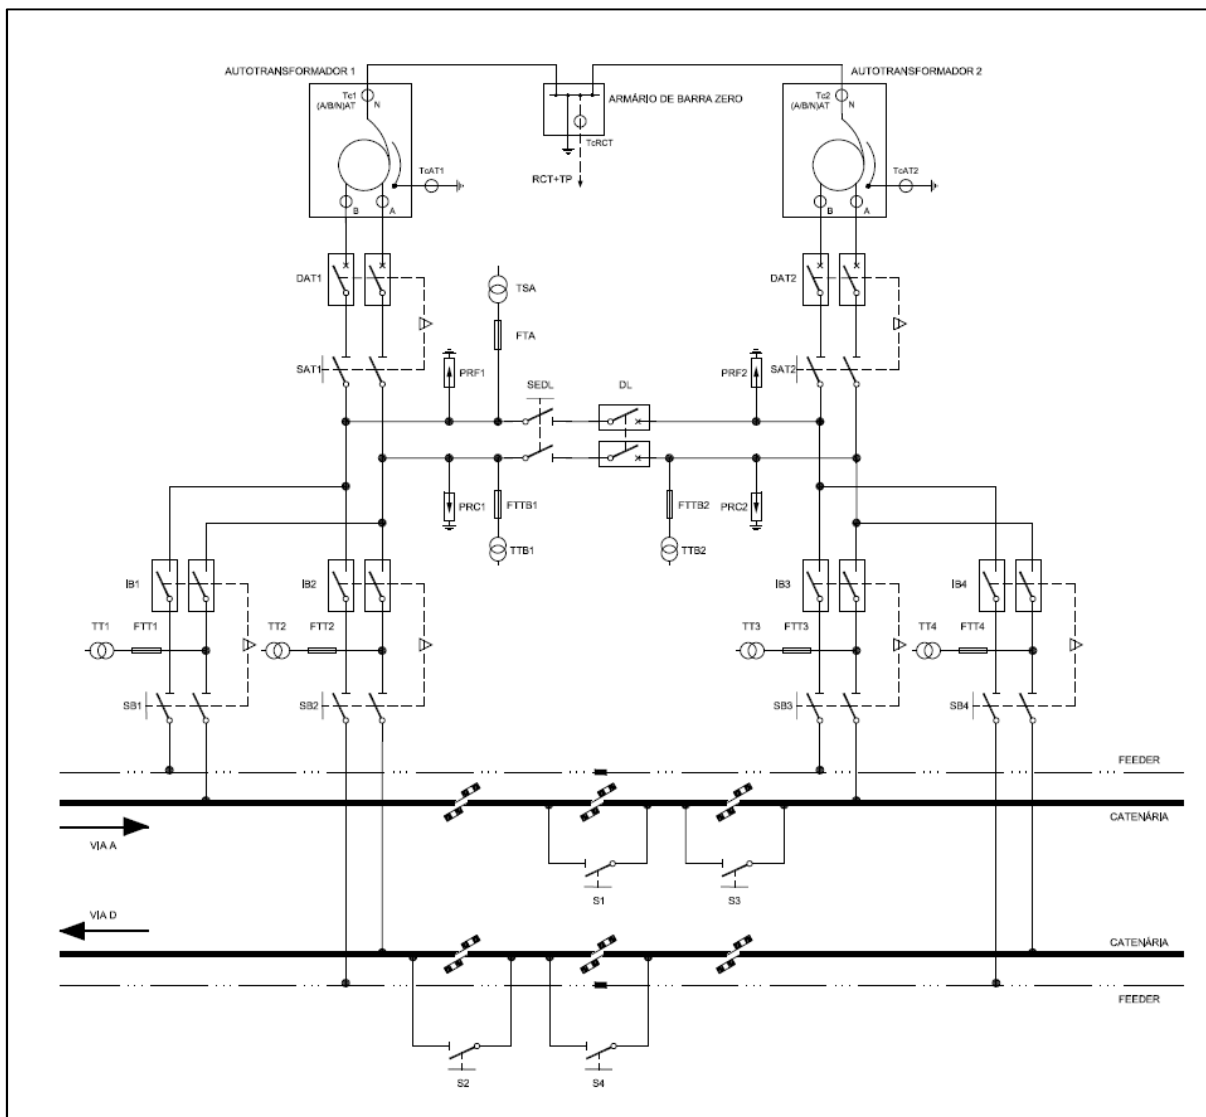 AUTOTRANSFORMADOR 1
AUTOTRANSFORMADOR 2
Tc1
(A/B/N)AT
N
ARMÁRIO DE BARRA ZERO
Tc2
(A/B/N)AT
N
TcRCT
TcAT1
RCT+TP
TcAT2
B
A
B
A
DAT1
TSA
DAT2
FTA
SAT1
PRF1
SEDL
DL
PRF2
SAT2
PRC1
FTTB1
FTTB2
PRC2
TTB1
TTB2
IB1
IB2
IB3
IB4
TT1
FTT1
TT2
FTT2
TT3
FTT3
TT4
FTT4
SB1
SB2
SB3
SB4
FEEDER
CATENÁRIA
VIA A
S1
S3
VIA D
CATENÁRIA
FEEDER
S2
S4